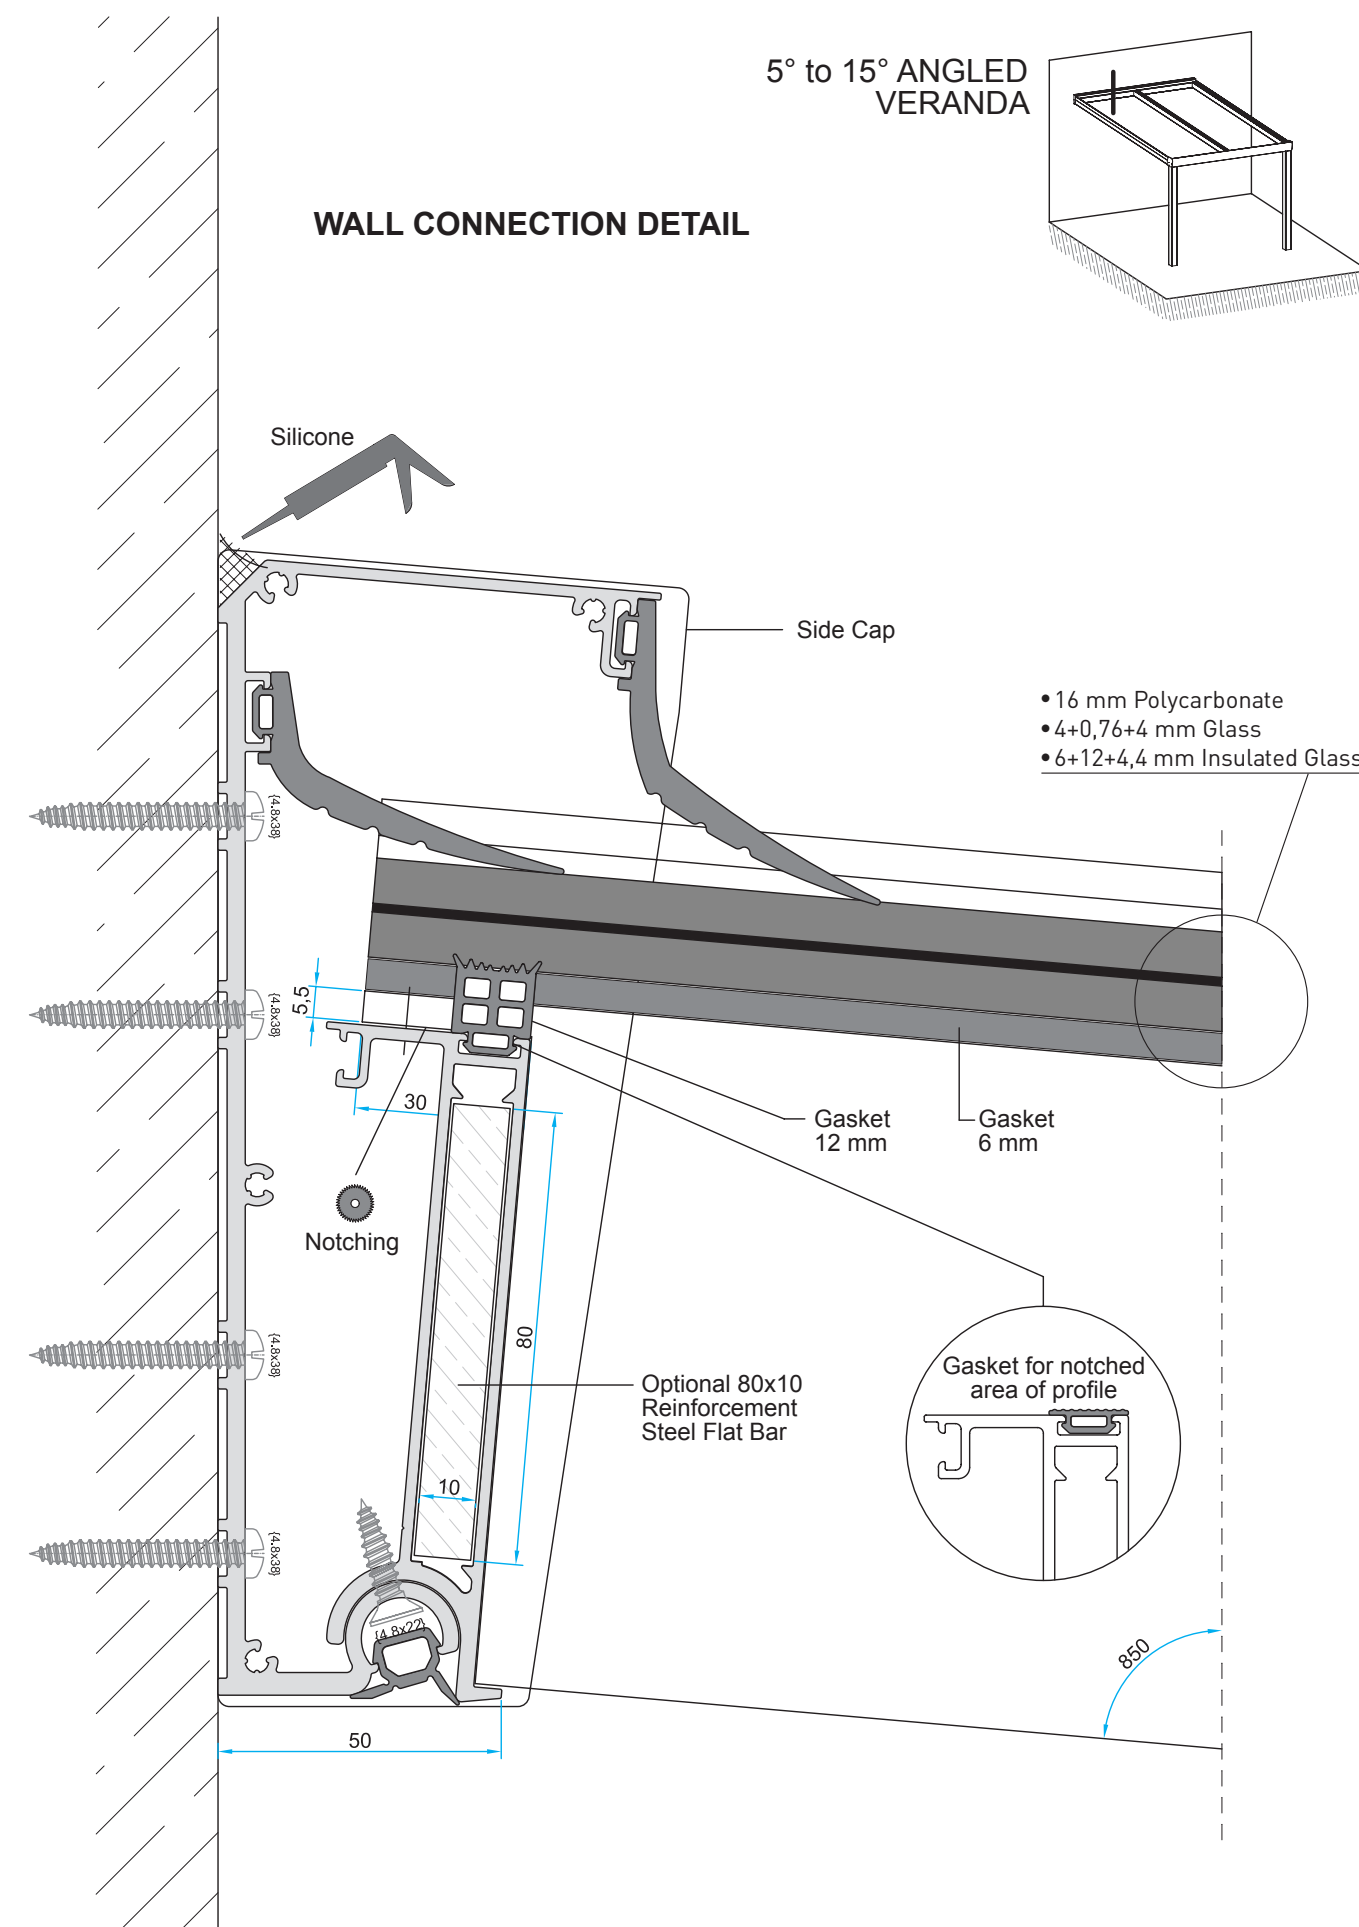 5° to 15° ANGLED
VERANDA
WALL CONNECTION DETAIL
Silicone
Side Cap
• 16 mm Polycarbonate
• 4+0,76+4 mm Glass
• 6+12+4,4 mm Insulated Glass
{4.8x38}
{4.8x38}
5,5
30
Gasket
12 mm
Gasket
6 mm
Notching
80
{4.8x38}
Gasket for notched
area of profile
Optional 80x10
Reinforcement
Steel Flat Bar
10
{4.8x38}
{4.8x22}
850
50